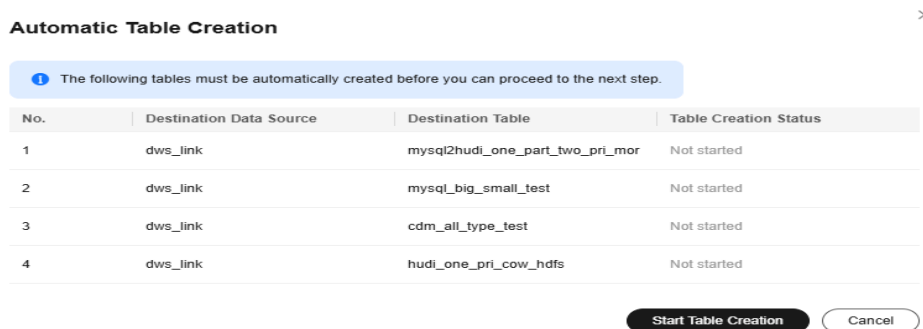 Automatic Table Creation
The following tables must be automatically created before you can proceed to the next step.
No. Destination Data Source Destination Table Table Creation Status
1 dws_link mysql2hudi_one_part_two_pri_mor Not started
2 dws_link mysql_big_small_test Not started
3 dws_link cdm_all_type_test Not started
4 dws_link hudi_one_pri_cow_hdfs Not started
Start Table Creation Cancel